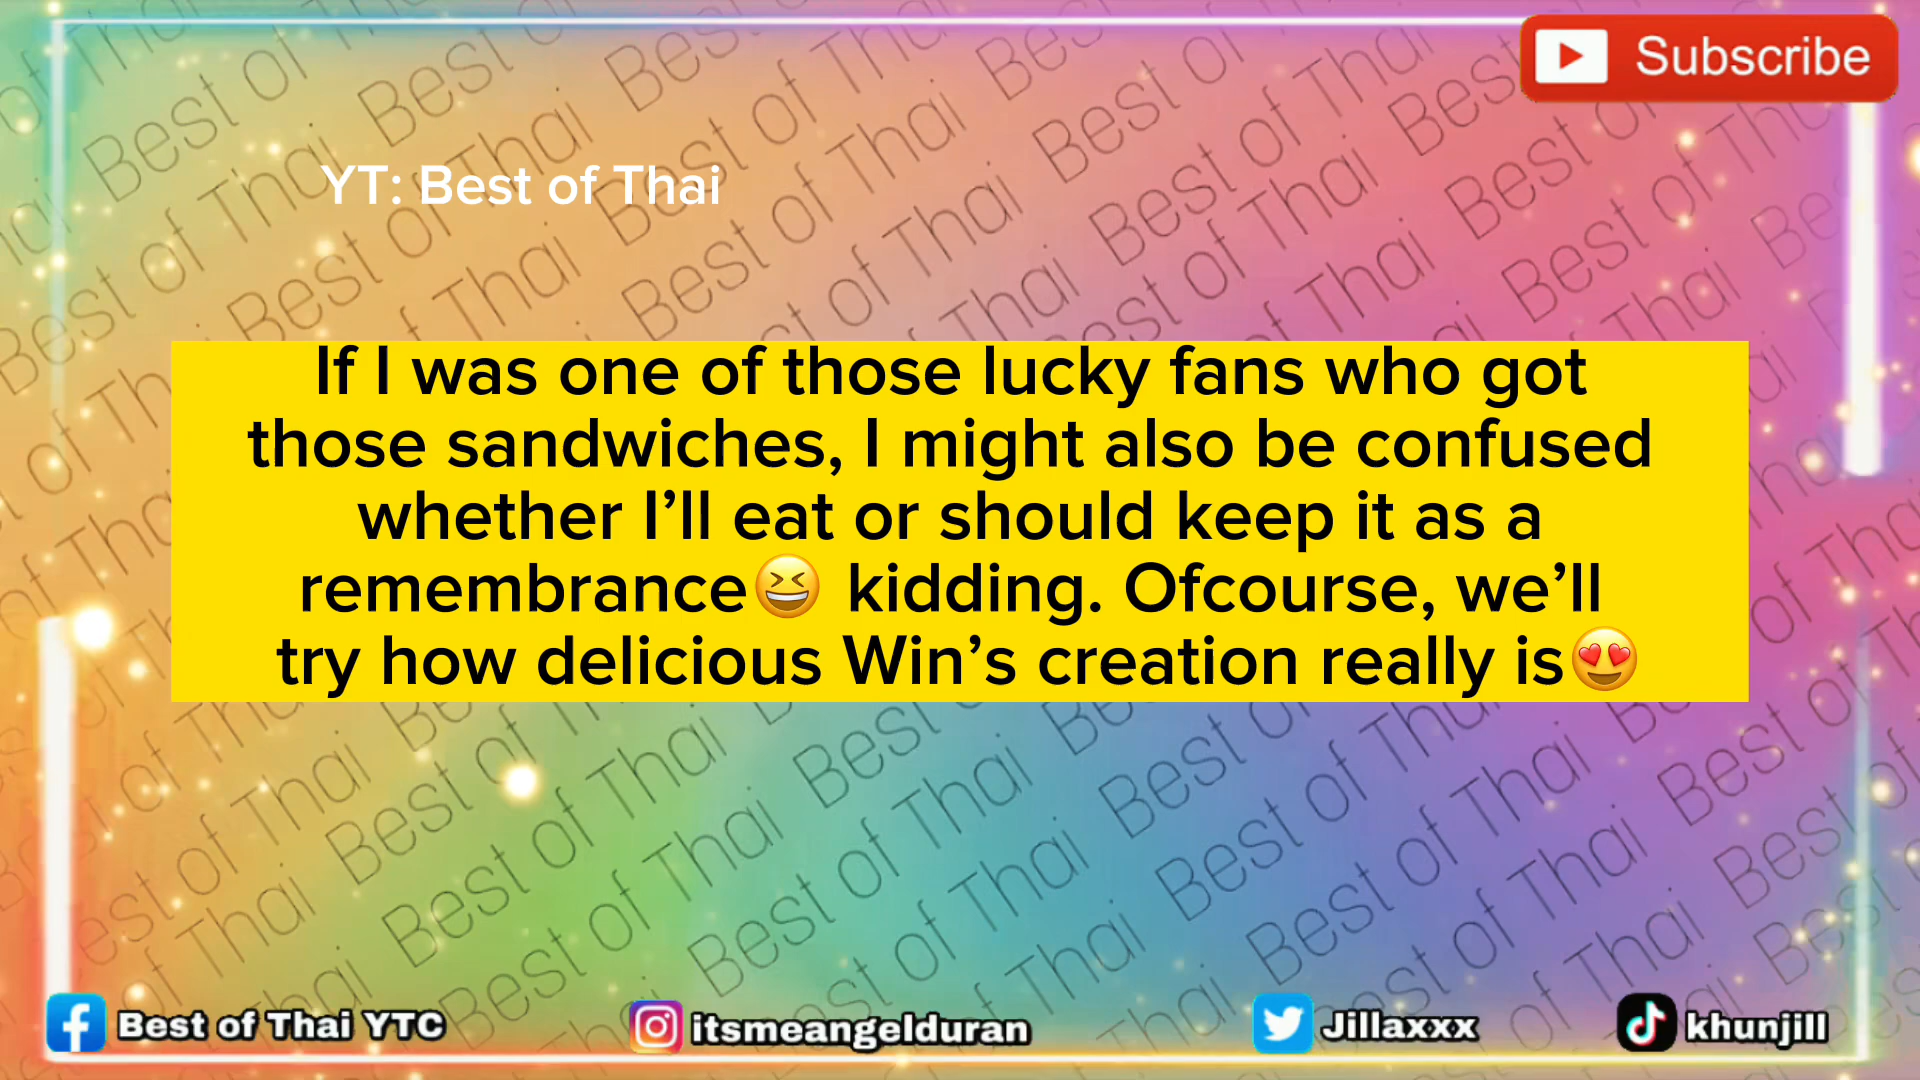 Subscribe
YT: Best of Thai
If I was one of those lucky fans who got
those sandwiches, I might also be confused
whether I’ll eat or should keep it as a
remembrance😆 kidding. Ofcourse, we’ll
try how delicious Win’s creation really is😍
Best of Thai YTC
itsmeangelduran
Jillaxxx
khunjill